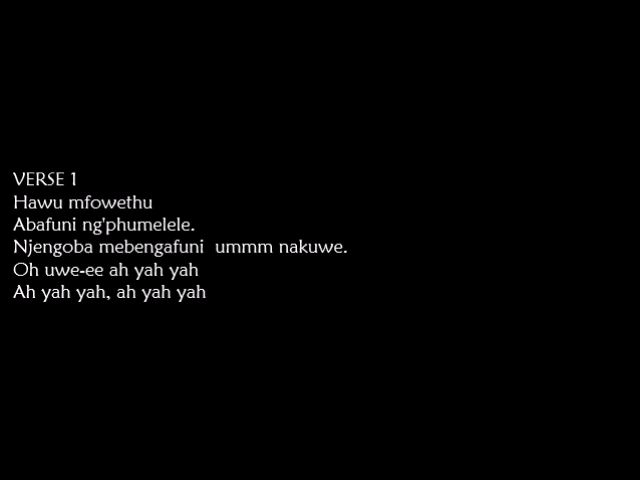 VERSE 1
Hawu mfowethu
Abafuni ng'phumelele.
Njengoba mebengafuni  ummm nakuwe.
Oh uwe-ee ah yah yah
Ah yah yah, ah yah yah